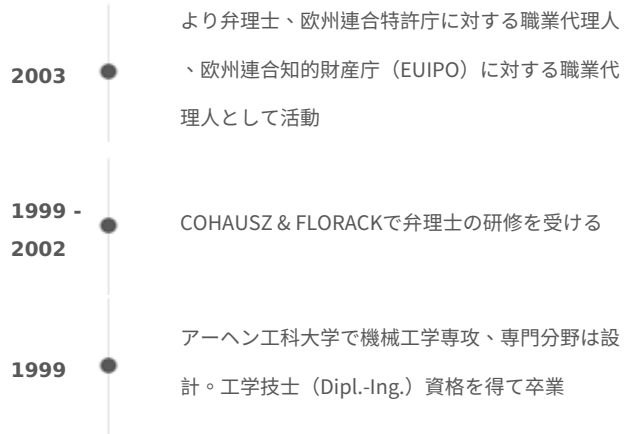 より弁理士、欧州連合特許庁に対する職業代理人
2003
、欧州連合知的財産庁（EUIPO）に対する職業代
理人として活動
1999 -
2002
COHAUSZ & FLORACKで弁理士の研修を受ける
アーヘン工科大学で機械工学専攻、専門分野は設
1999
計。工学技士（Dipl.-Ing.）資格を得て卒業